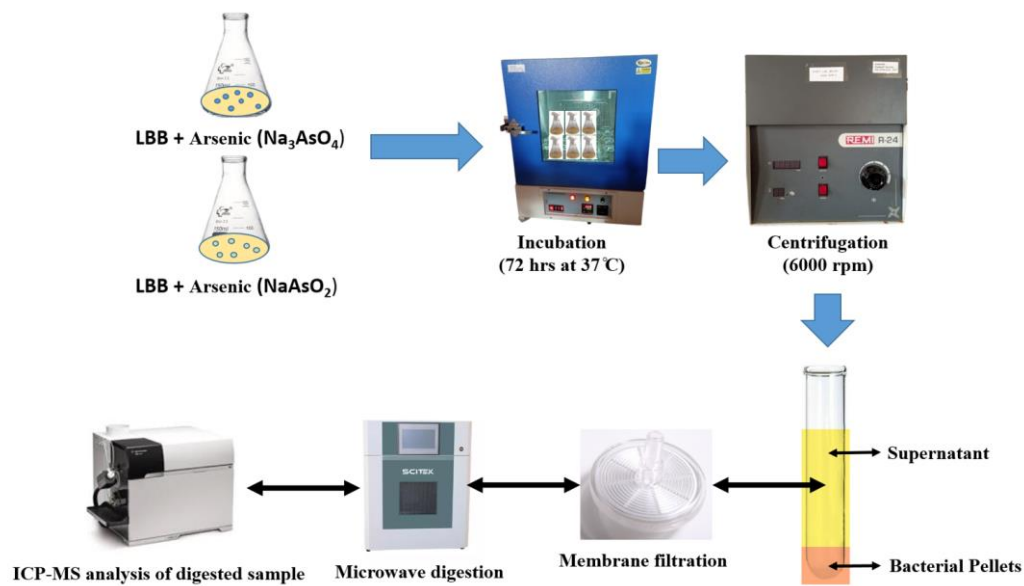 LBB + Arsenic (Na₃AsO₄)
LBB + Arsenic (NaAsO₂)
Incubation
(72 hrs at 37℃)
REMI R-24
Centrifugation
(6000 rpm)
Supernatant
Bacterial Pellets
Membrane filtration
SCITEK
Microwave digestion
ICP-MS analysis of digested sample